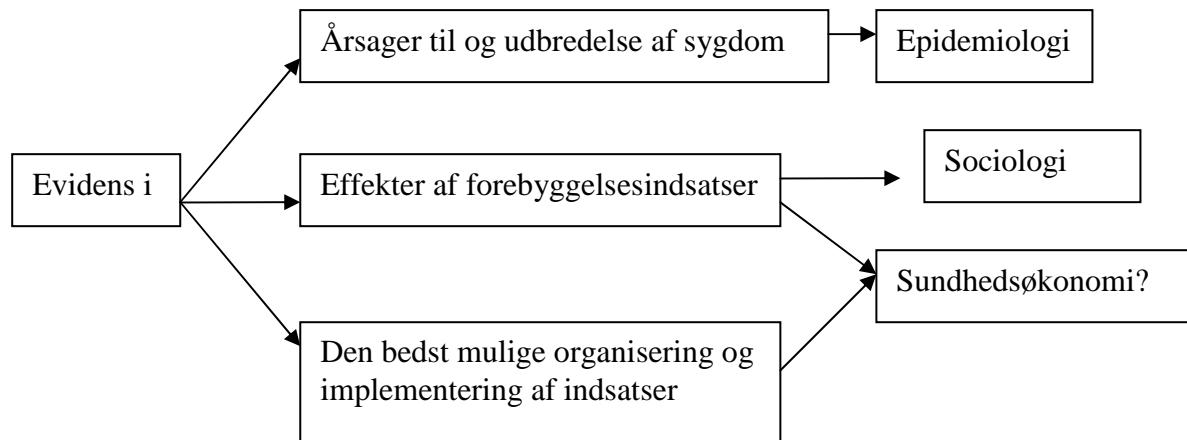 Årsager til og udbredelse af sygdom
Epidemiologi
Evidens i
Effekter af forebyggelsesindsatser
Sociologi
Sundhedsøkonomi?
Den bedst mulige organisering og
implementering af indsatser